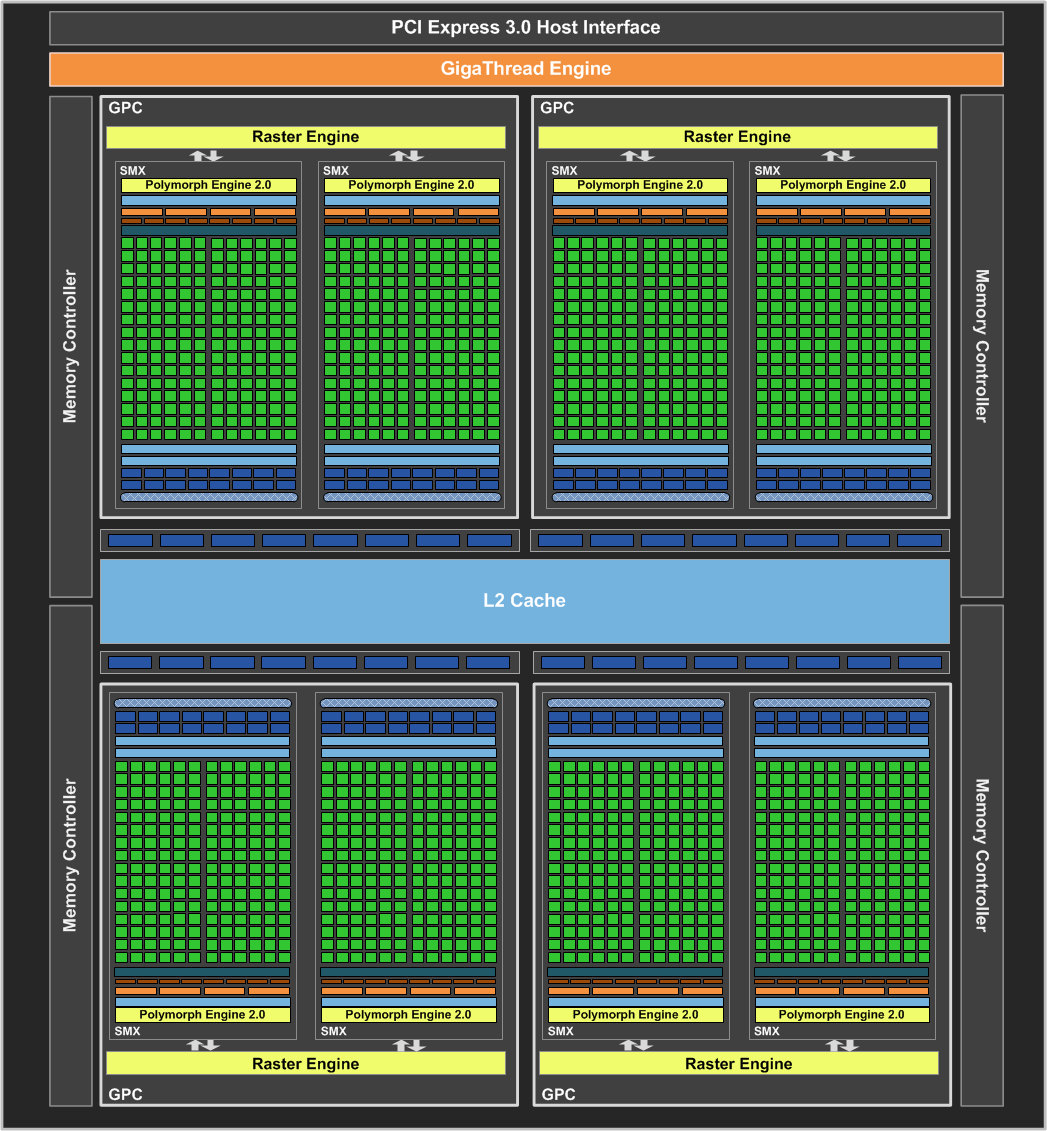 PCI Express 3.0 Host Interface
GigaThread Engine
Memory Controller
GPC
Raster Engine
SMX
Polymorph Engine 2.0
SMX
Polymorph Engine 2.0
GPC
Raster Engine
SMX
Polymorph Engine 2.0
SMX
Polymorph Engine 2.0
Memory Controller
L2 Cache
Memory Controller
Polymorph Engine 2.0
SMX
Polymorph Engine 2.0
SMX
Raster Engine
GPC
Polymorph Engine 2.0
SMX
Polymorph Engine 2.0
SMX
Raster Engine
GPC
Memory Controller